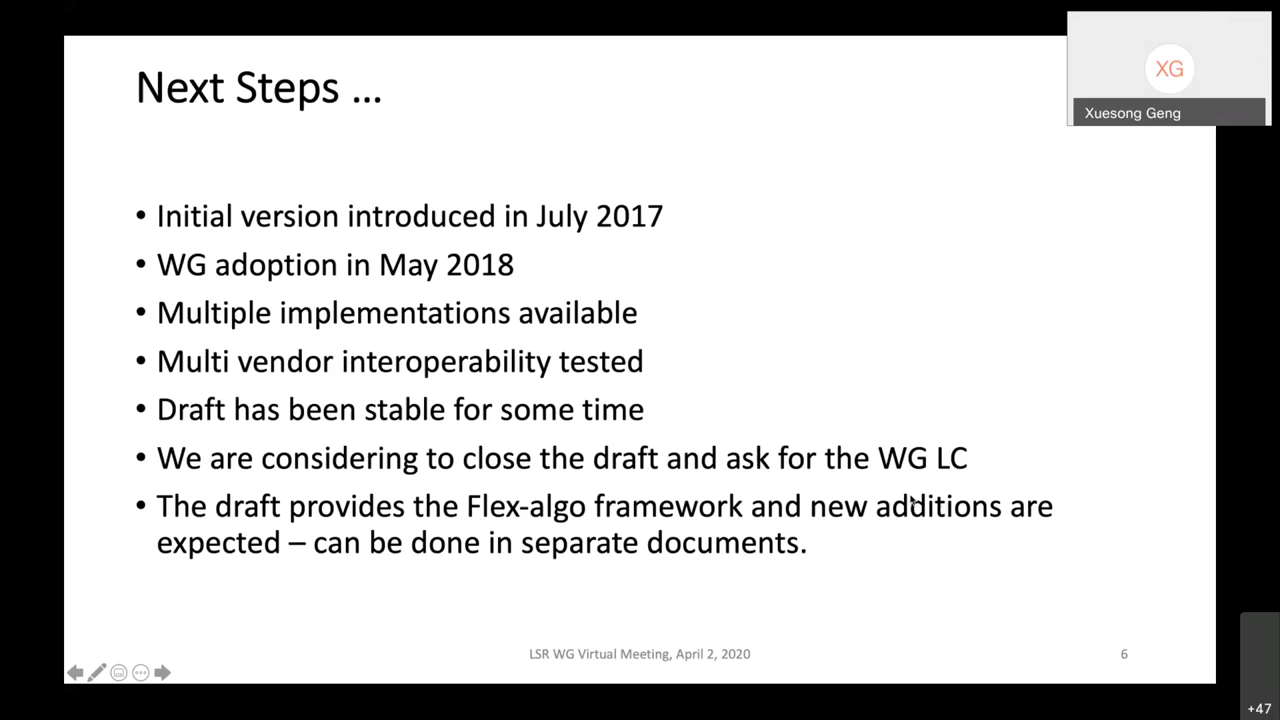 Next Steps ...
XG
Xuesong Geng
• Initial version introduced in July 2017
• WG adoption in May 2018
• Multiple implementations available
• Multi vendor interoperability tested
• Draft has been stable for some time
• We are considering to close the draft and ask for the WG LC
• The draft provides the Flex-algo framework and new additions are
expected – can be done in separate documents.
LSR WG Virtual Meeting, April 2, 2020
6
+47